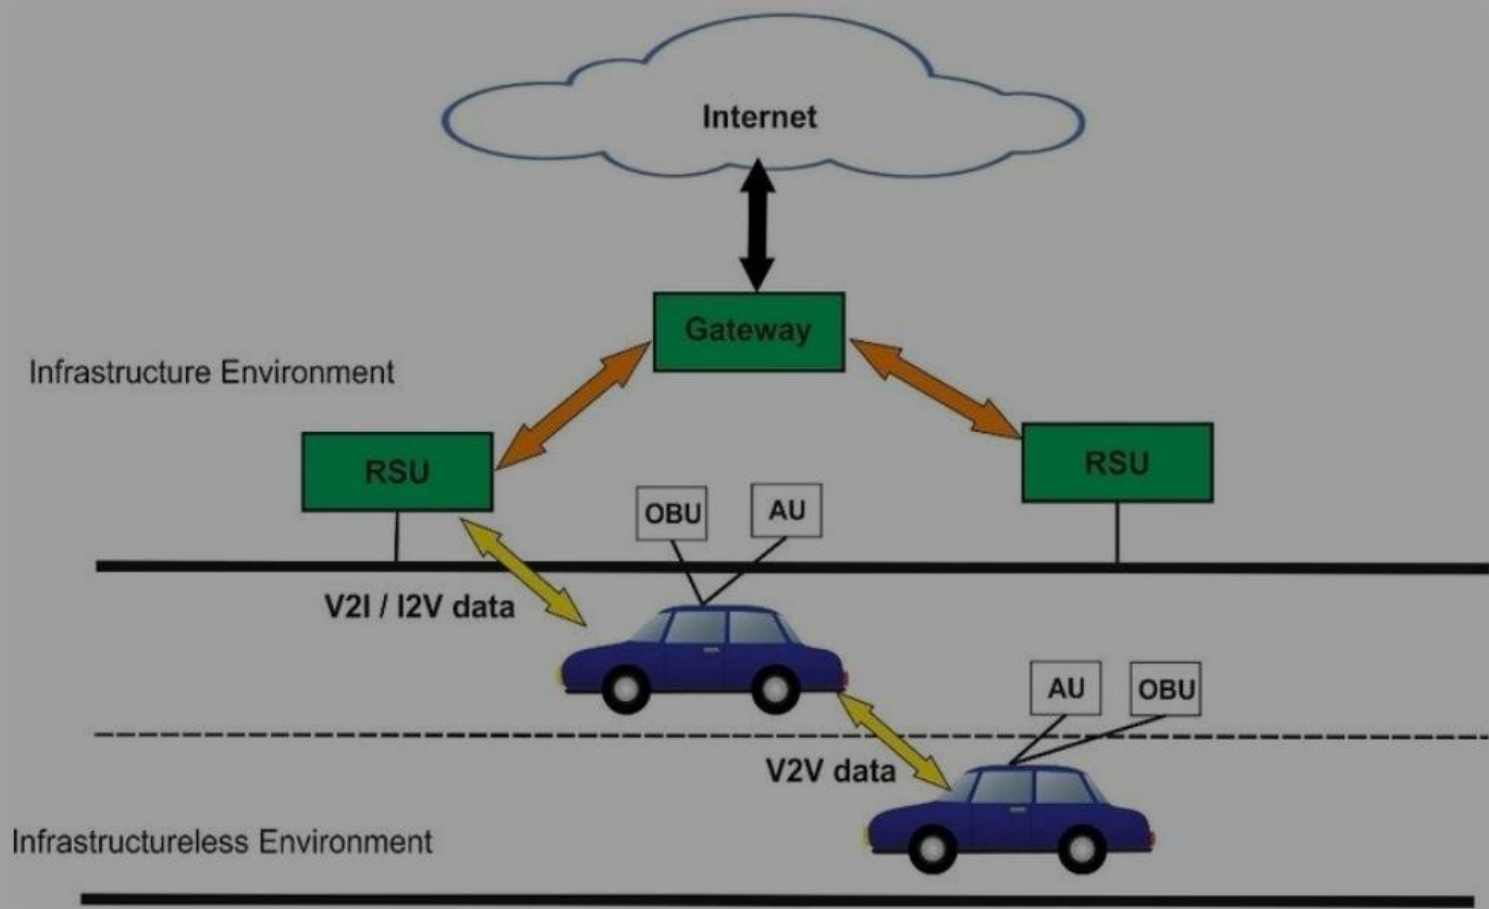 Internet
Gateway
Infrastructure Environment
RSU
RSU
OBU
AU
V2I / I2V data
AU
OBU
V2V data
Infrastructureless Environment